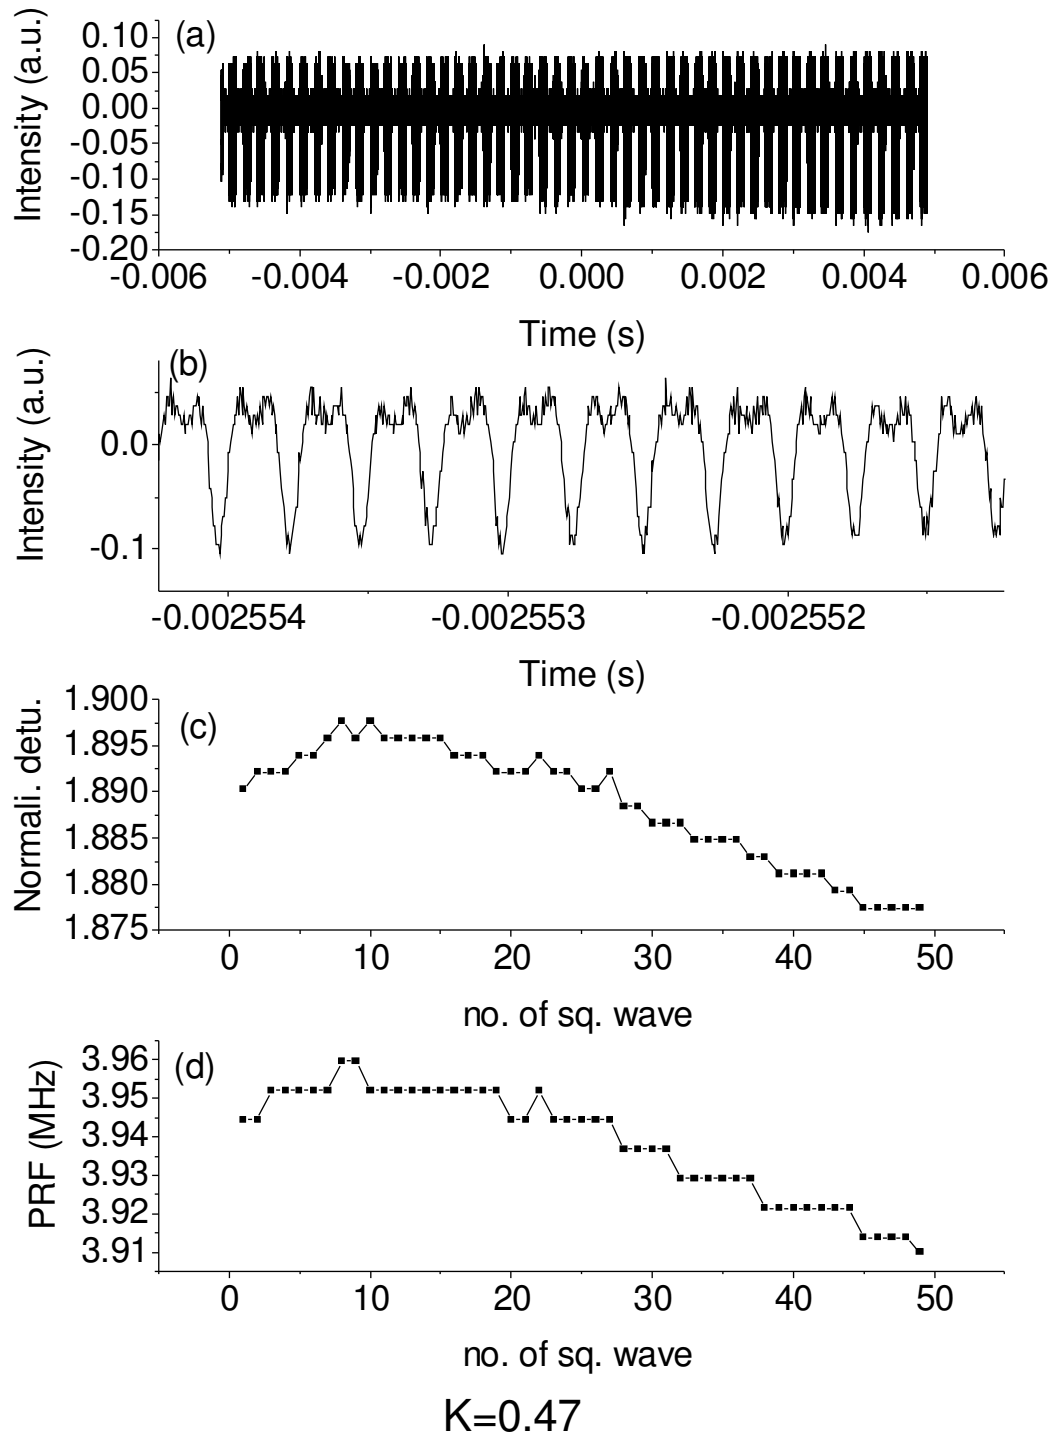 (a)
Intensity (a.u.)
0.10
0.05
0.00
-0.05
-0.10
-0.15
-0.20
-0.006 -0.004 -0.002 0.000 0.002 0.004 0.006
Time (s)
(b)
Intensity (a.u.)
0.0
-0.1
-0.002554 -0.002553 -0.002552
Time (s)
(c)
Normali. detu.
1.900
1.895
1.890
1.885
1.880
1.875
0 10 20 30 40 50
no. of sq. wave
(d)
PRF (MHz)
3.96
3.95
3.94
3.93
3.92
3.91
0 10 20 30 40 50
no. of sq. wave
K=0.47